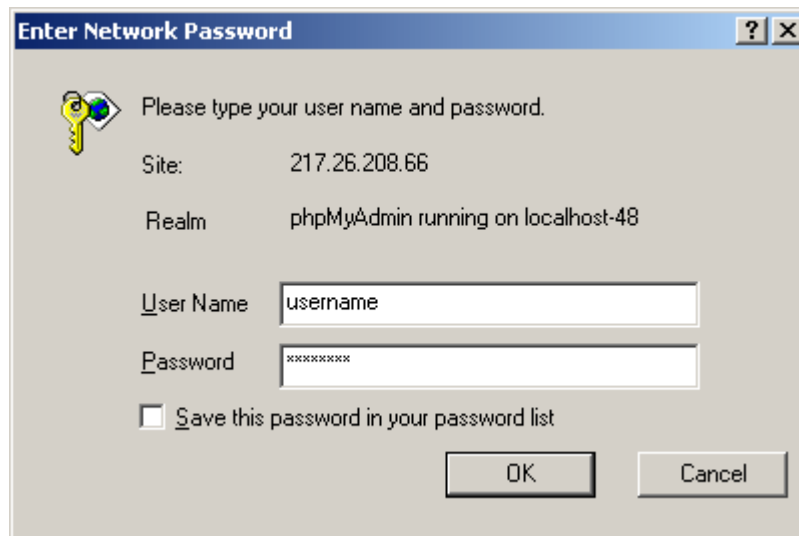 Enter Network Password
Please type your user name and password.
Site: 217.26.208.66
Realm phpMyAdmin running on localhost-48
User Name username
Password ********
Save this password in your password list
OK Cancel